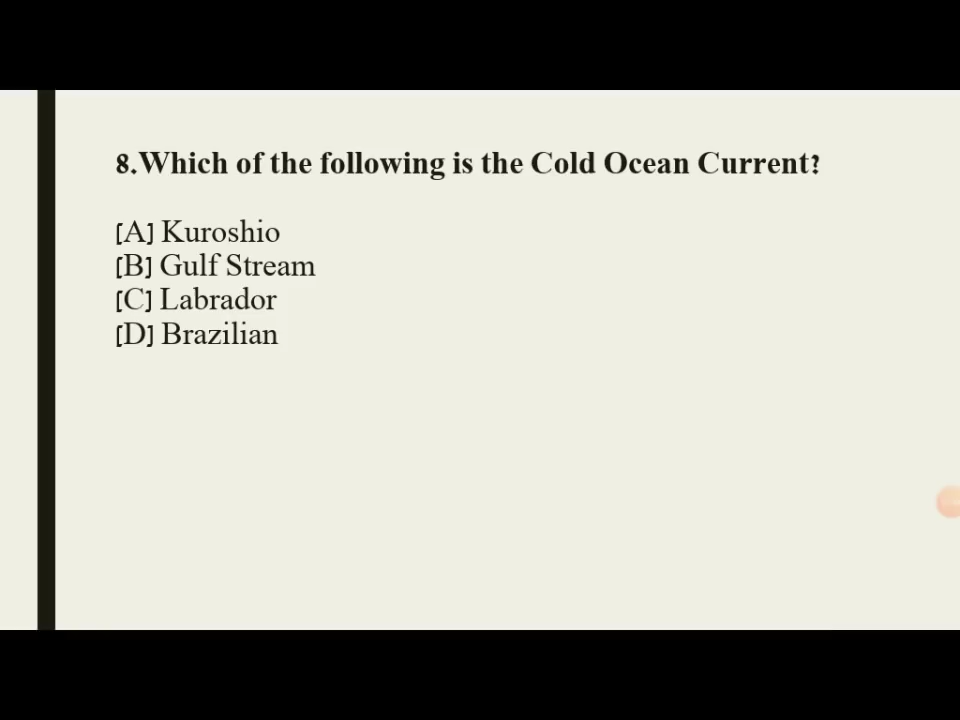 8.Which of the following is the Cold Ocean Current?
[A] Kuroshio
[B] Gulf Stream
[C] Labrador
[D] Brazilian